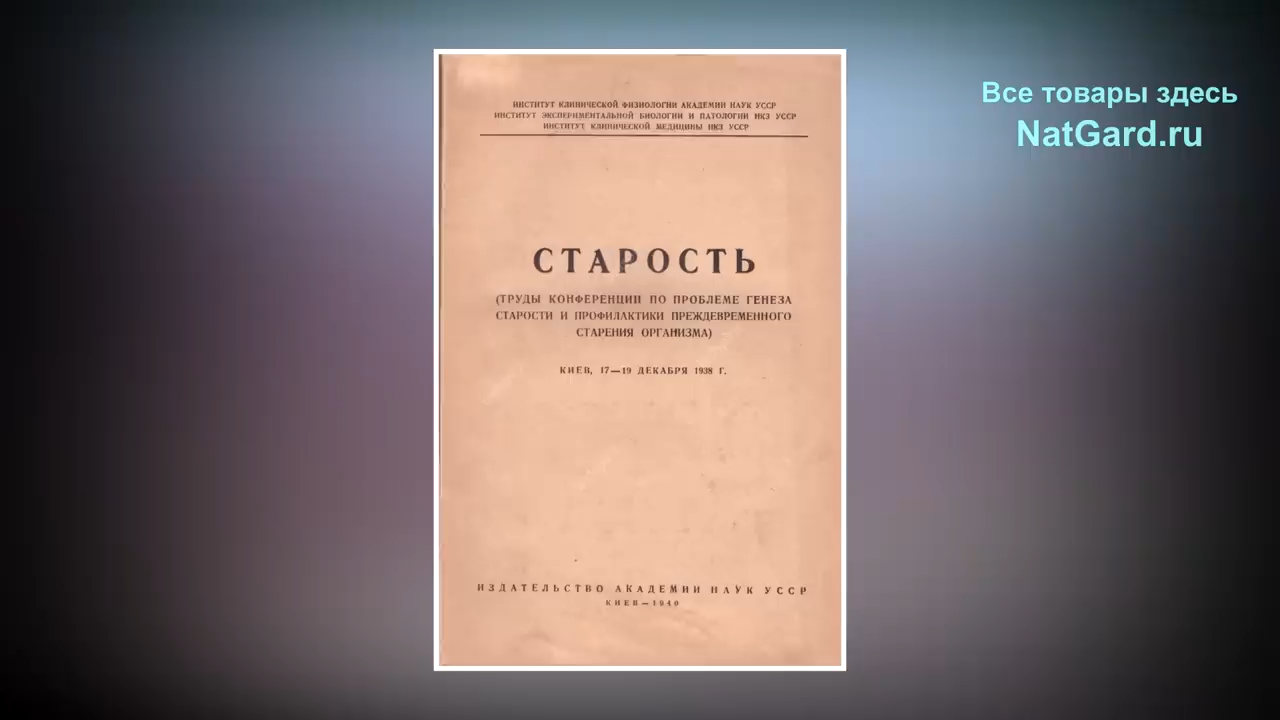 ИНСТИТУТ КЛИНИЧЕСКОЙ ФИЗИОЛОГИИ АКАДЕМИИ НАУК УССР
ИНСТИТУТ ЭКСПЕРИМЕНТАЛЬНОЙ БИОЛОГИИ И ПАТОЛОГИИ НКЗ УССР
ИНСТИТУТ КЛИНИЧЕСКОЙ МЕДИЦИНЫ НКЗ УССР
СТАРОСТЬ
(ТРУДЫ КОНФЕРЕНЦИИ ПО ПРОБЛЕМЕ ГЕНЕЗА
СТАРОСТИ И ПРОФИЛАКТИКИ ПРЕЖДЕВРЕМЕННОГО
СТАРЕНИЯ ОРГАНИЗМА)
КИЕВ, 17—19 ДЕКАБРЯ 1938 Г.
ИЗДАТЕЛЬСТВО АКАДЕМИИ НАУК УССР
КИЕВ—1940
Все товары здесь
NatGard.ru